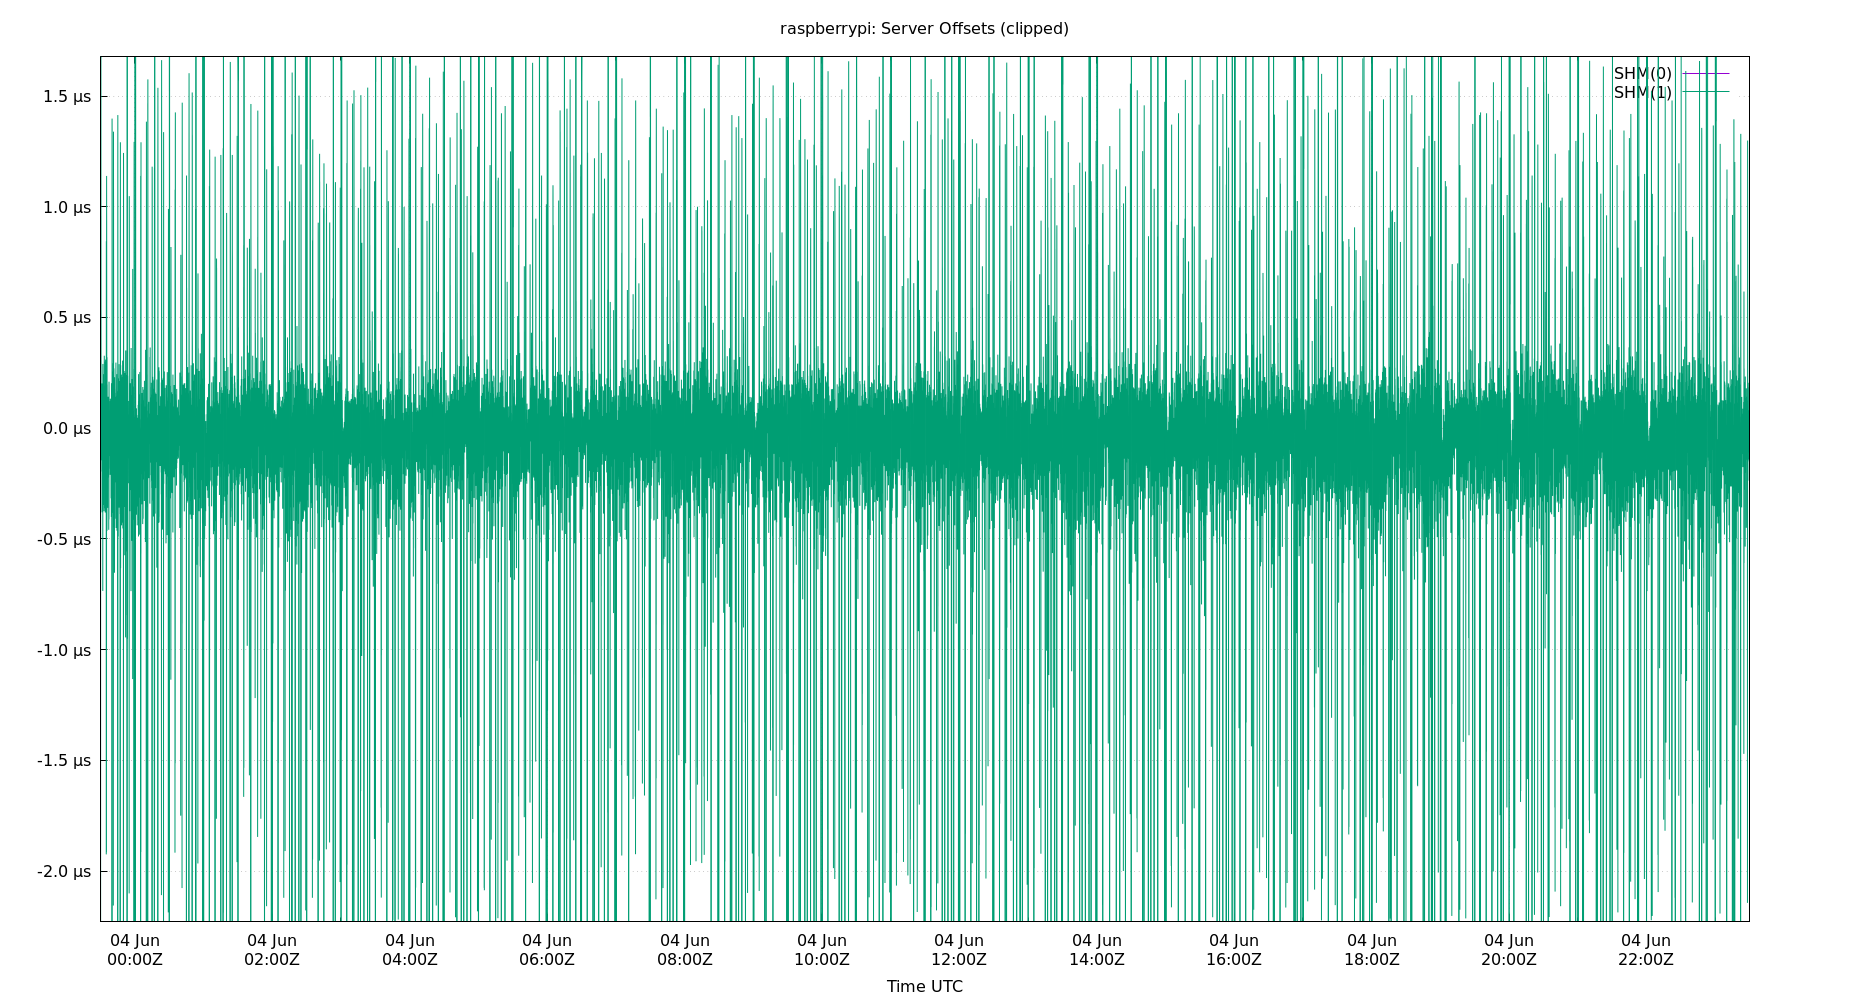 raspberrypi: Server Offsets (clipped)
SHM(0)
SHM(1)
1.5 µs
1.0 µs
0.5 µs
0.0 µs
-0.5 µs
-1.0 µs
-1.5 µs
-2.0 µs
04 Jun 04 Jun 04 Jun 04 Jun 04 Jun 04 Jun 04 Jun 04 Jun 04 Jun 04 Jun 04 Jun 04 Jun
00:00Z 02:00Z 04:00Z 06:00Z 08:00Z 10:00Z 12:00Z 14:00Z 16:00Z 18:00Z 20:00Z 22:00Z
Time UTC